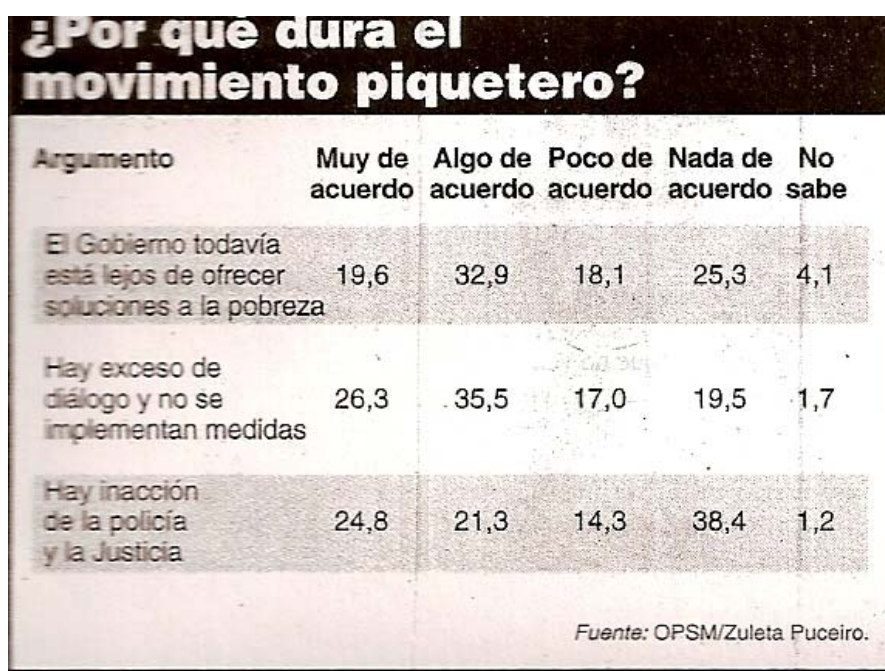 ¿Por qué dura el
movimiento piquetero?
Argumento Muy de acuerdo Algo de acuerdo Poco de acuerdo Nada de acuerdo No sabe
El Gobierno todavía
está lejos de ofrecer 19,6 32,9 18,1 25,3 4,1
soluciones a la pobreza
Hay exceso de
diálogo y no se 26,3 35,5 17,0 19,5 1,7
implementan medidas
Hay inacción
de la policía 24,8 21,3 14,3 38,4 1,2
y la Justicia
Fuente: OPSM/Zuleta Puceiro.